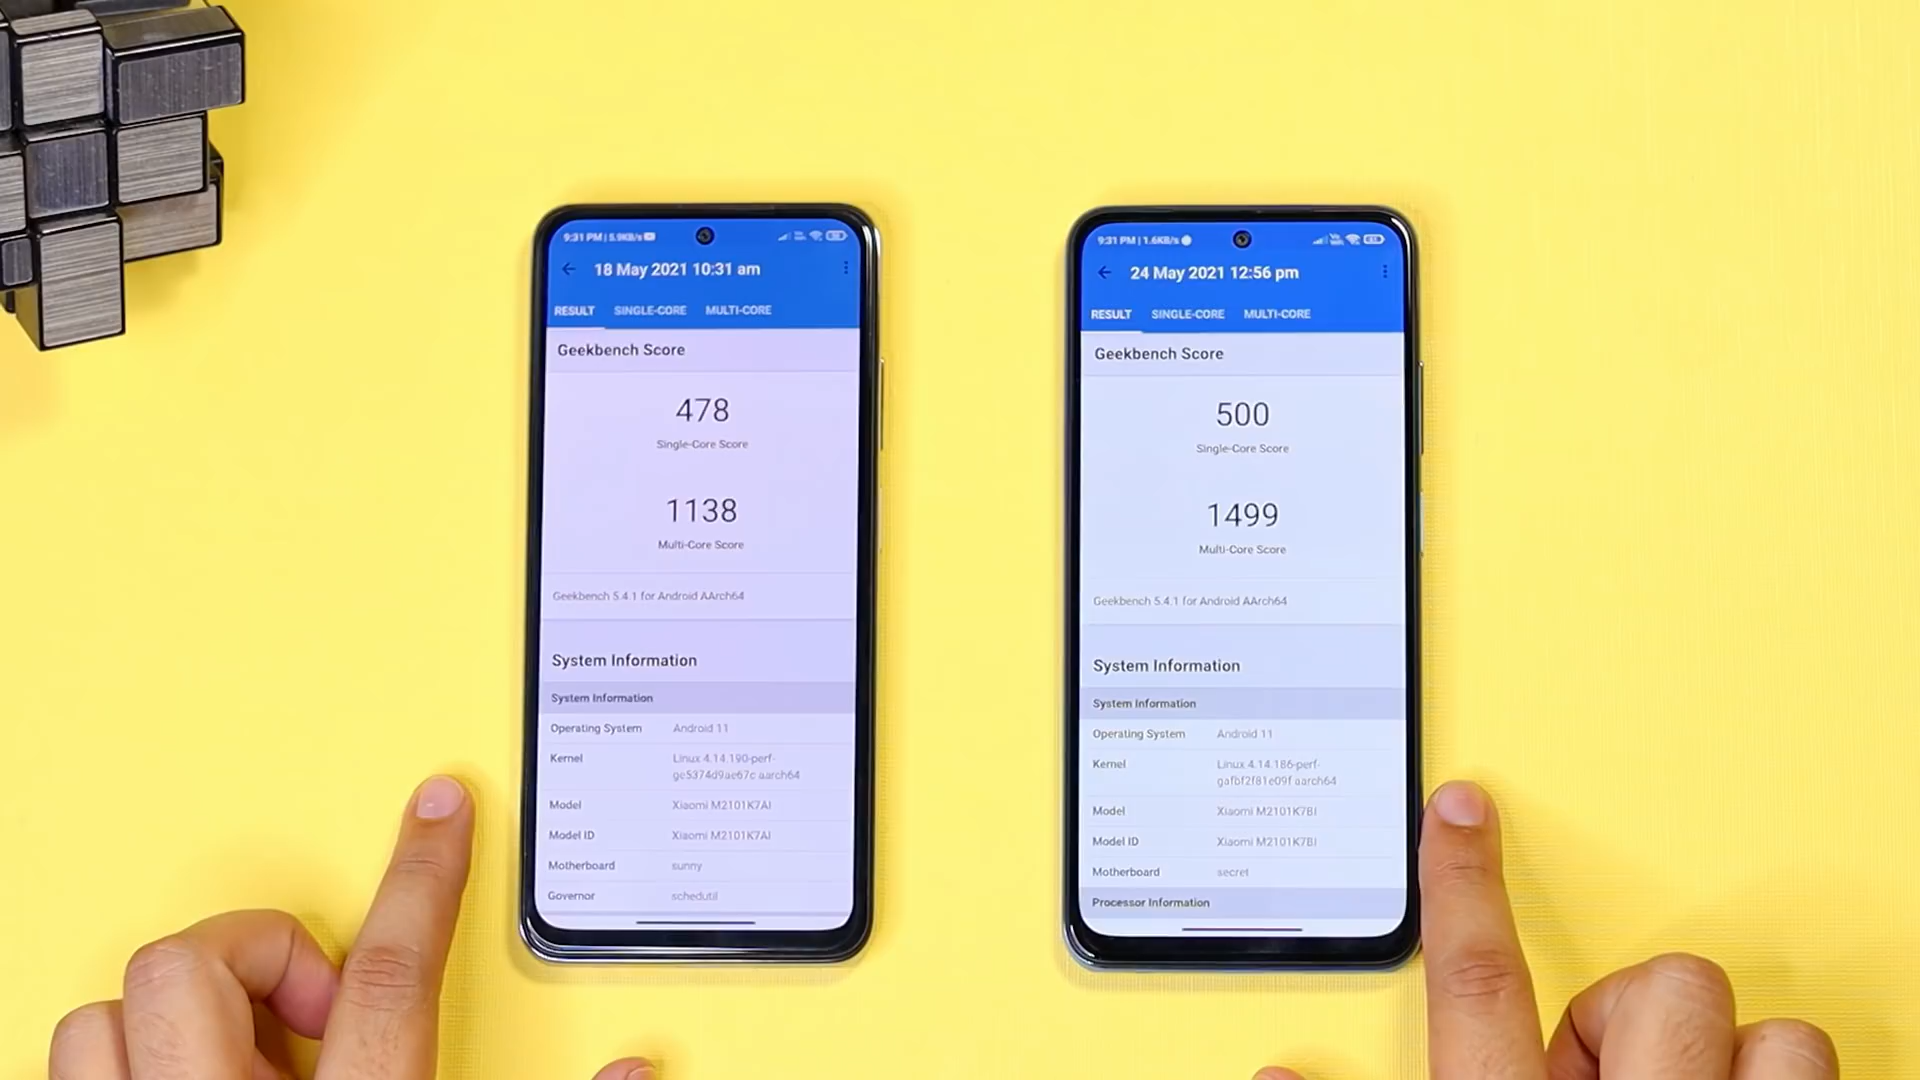 9:31 PM | 5.9KB/s
18 May 2021 10:31 am
RESULT SINGLE-CORE MULTI-CORE
Geekbench Score
478
Single-Core Score
1138
Multi-Core Score
Geekbench 5.4.1 for Android AArch64
System Information
System Information
Operating System Android 11
Kernel Linux 4.14.190-perf-
ge5374d9ae67c aarch64
Model Xiaomi M2101K7AI
Model ID Xiaomi M2101K7AI
Motherboard sunny
Governor schedutil
9:31 PM | 1.6KB/s
24 May 2021 12:56 pm
RESULT SINGLE-CORE MULTI-CORE
Geekbench Score
500
Single-Core Score
1499
Multi-Core Score
Geekbench 5.4.1 for Android AArch64
System Information
System Information
Operating System Android 11
Kernel Linux 4.14.186-perf-
gafbf2f81e09f aarch64
Model Xiaomi M2101K7BI
Model ID Xiaomi M2101K7BI
Motherboard secret
Processor Information